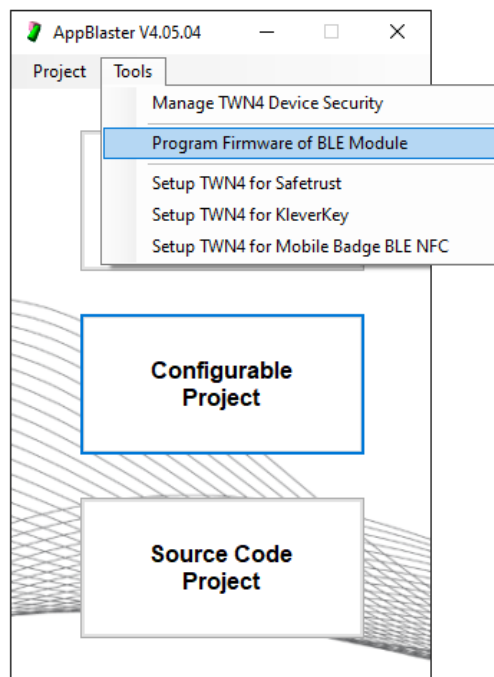 AppBlaster V4.05.04
Project Tools
Manage TWN4 Device Security
Program Firmware of BLE Module
Setup TWN4 for Safetrust
Setup TWN4 for KleverKey
Setup TWN4 for Mobile Badge BLE NFC
Configurable
Project
Source Code
Project